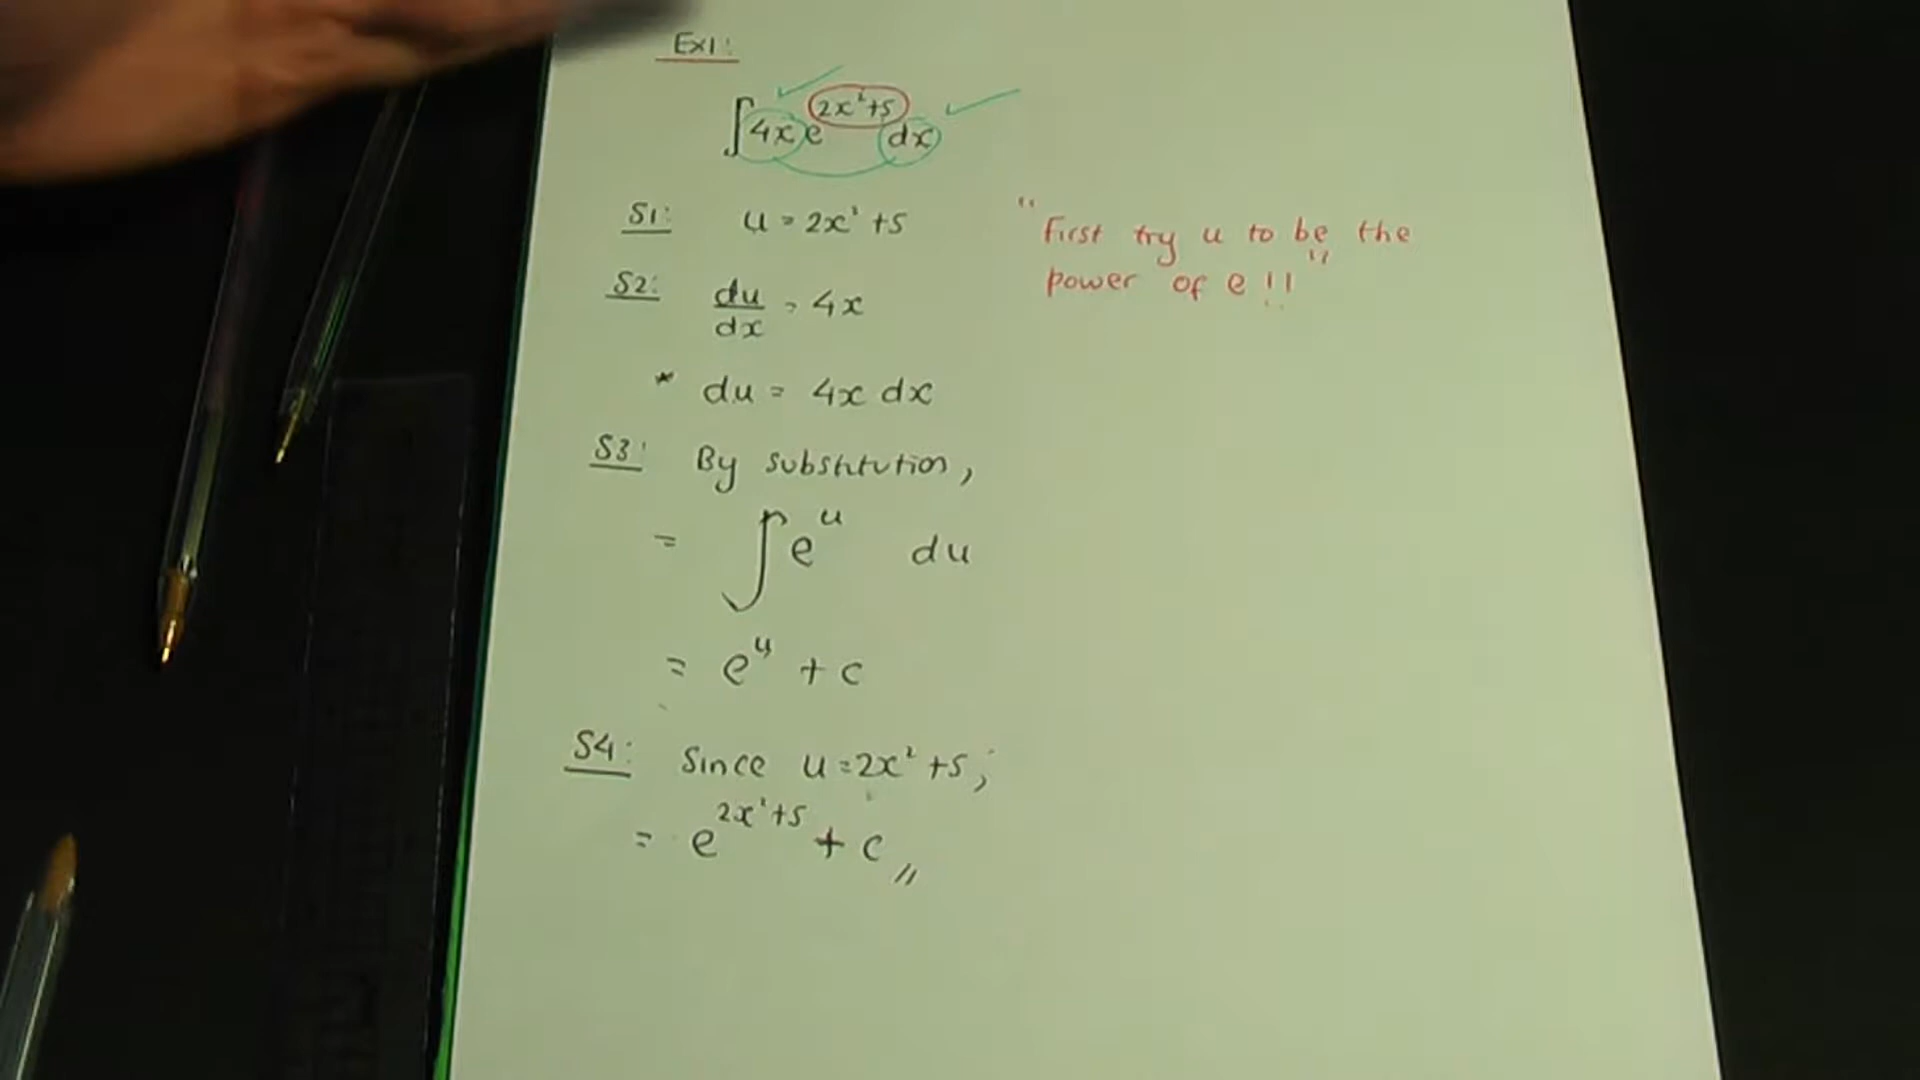 Ex1:
∫4x e^(2x²+5) dx
S1: u = 2x²+5
"First try u to be the
power of e!!"
S2: du/dx = 4x
* du = 4x dx
S3: By substitution,
= ∫e^u du
= e^u + c
S4: Since u=2x²+5,
= e^(2x²+5) + c,,